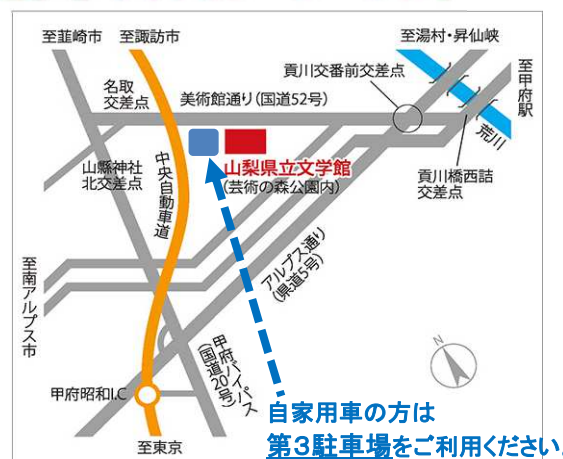 至韮崎市
至諏訪市
至湯村・昇仙峡
名取
交差点
美術館通り(国道52号)
貢川交番前交差点
至甲府駅
荒川
山縣神社
北交差点
中央自動車道
山梨県立文学館
(芸術の森公園内)
貢川橋西詰
交差点
至南アルプス市
アルプス通り
(県道5号)
甲府バイパス
(国道20号)
N
甲府昭和I.C
至東京
自家用車の方は
第3駐車場をご利用ください。